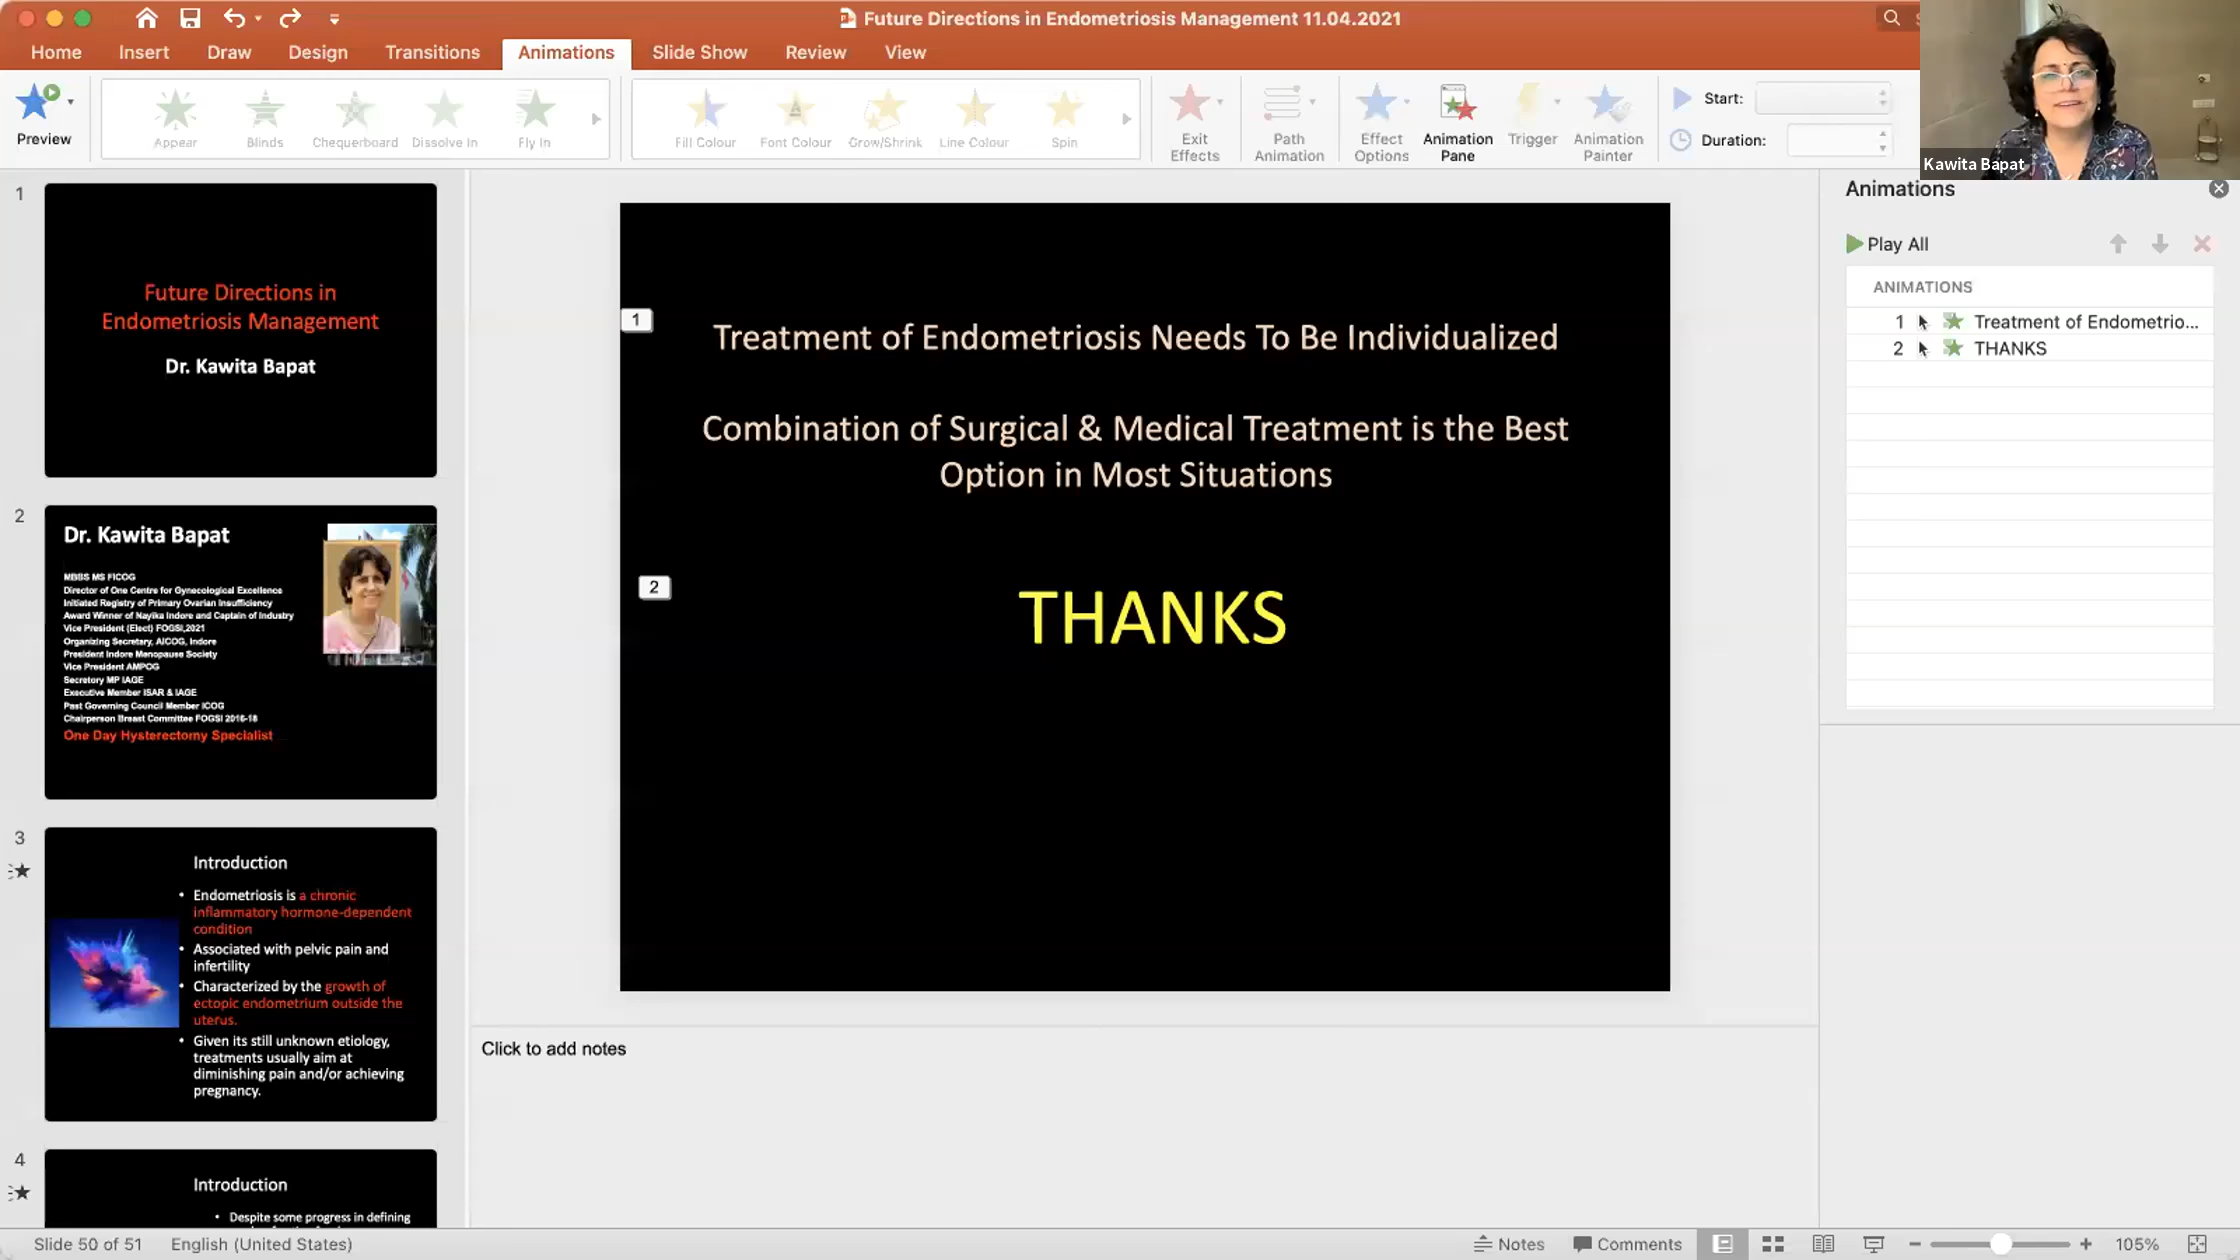 Future Directions in Endometriosis Management 11.04.2021
Home
Insert
Draw
Design
Transitions
Animations
Slide Show
Review
View
Preview
Appear
Blinds
Chequerboard
Dissolve In
Fly In
Fill Colour
Font Colour
Grow/Shrink
Line Colour
Spin
Exit
Effects
Path
Animation
Effect
Options
Animation
Pane
Trigger
Animation
Painter
Start:
Duration:
Kawita Bapat
1
Future Directions in
Endometriosis Management
Dr. Kawita Bapat
2
Dr. Kawita Bapat
MBBS MS FICOG
Director of One Centre for Gynecological Excellence
Initiated Registry of Primary Ovarian Insufficiency
Award Winner of Nayika Indore and Captain of Industry
Vice President (Elect) FOGSI,2021
Organizing Secretary, AICOG, Indore
President Indore Menopause Society
Vice President AMPOG
Secretary MP IAGE
Executive Member ISAR & IAGE
Past Governing Council Member ICOG
Chairperson Breast Committee FOGSI 2016-18
One Day Hysterectomy Specialist
3
Introduction
• Endometriosis is a chronic
inflammatory hormone-dependent
condition
• Associated with pelvic pain and
infertility
• Characterized by the growth of
ectopic endometrium outside the
uterus.
• Given its still unknown etiology,
treatments usually aim at
diminishing pain and/or achieving
pregnancy.
4
Introduction
• Despite some progress in defining
1
Treatment of Endometriosis Needs To Be Individualized
Combination of Surgical & Medical Treatment is the Best
Option in Most Situations
2
THANKS
Click to add notes
Animations
Play All
ANIMATIONS
1 Treatment of Endometrio...
2 THANKS
Slide 50 of 51
English (United States)
Notes
Comments
105%